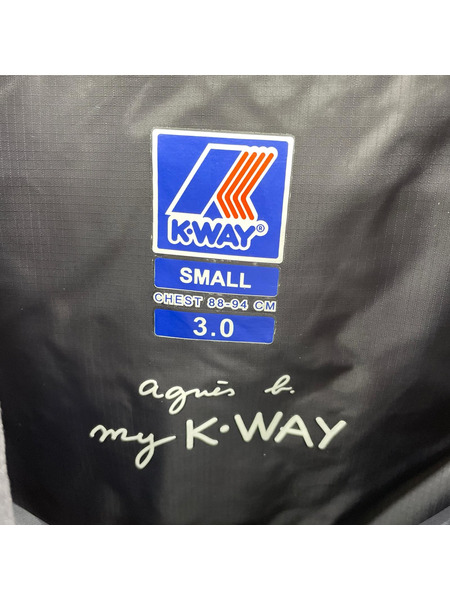 K·WAY®
SMALL
CHEST 88-94 CM
3.0
agnès b.
my K·WAY